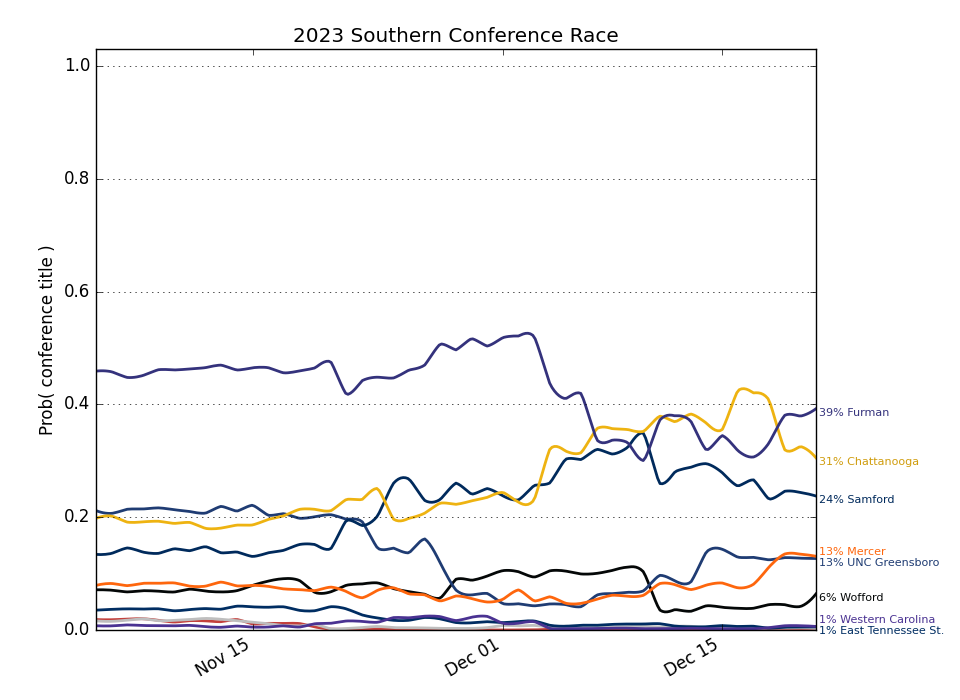 2023 Southern Conference Race
Prob( conference title )
1.0
0.8
0.6
0.4
0.2
0.0
Nov 15
Dec 01
Dec 15
39% Furman
31% Chattanooga
24% Samford
13% Mercer
13% UNC Greensboro
6% Wofford
1% Western Carolina
1% East Tennessee St.